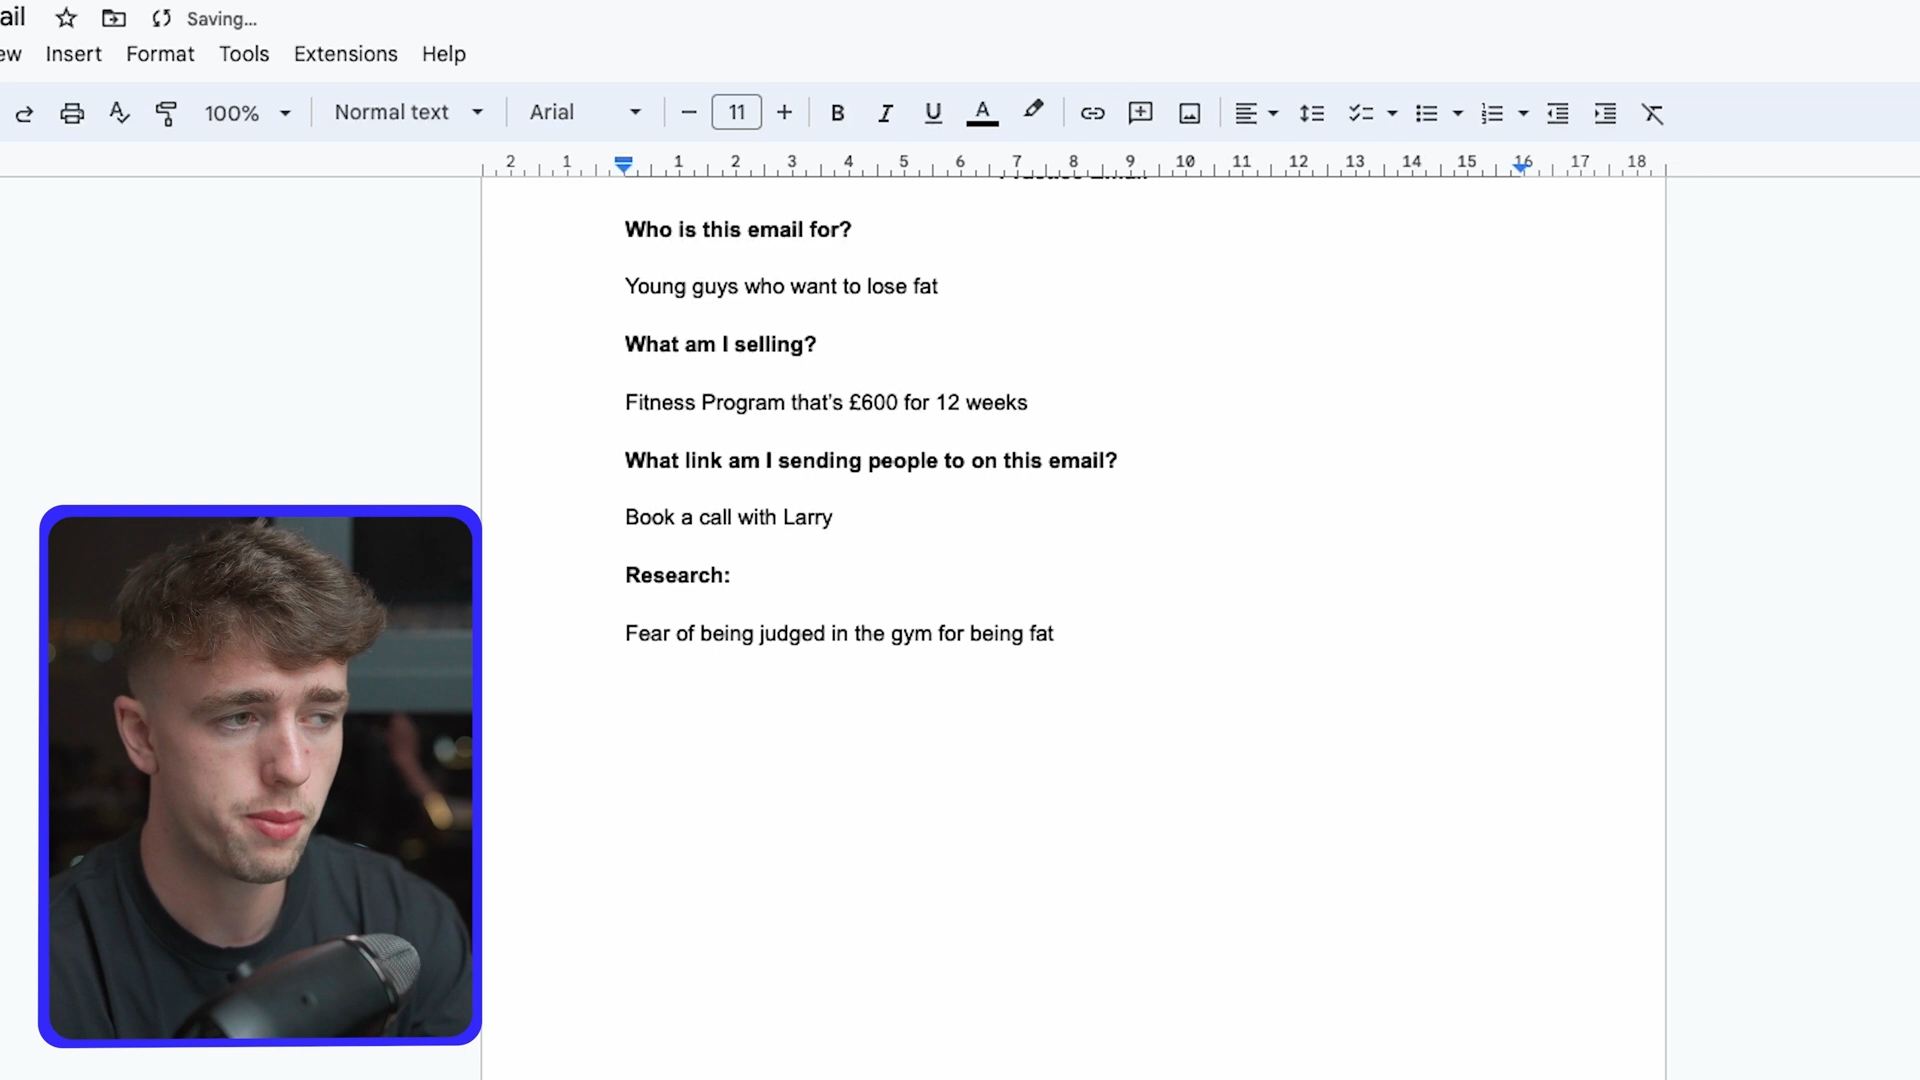 ail Saving...
ew Insert Format Tools Extensions Help
100% Normal text Arial 11 B I U A
2 1 1 2 3 4 5 6 7 8 9 10 11 12 13 14 15 16 17 18
Who is this email for?
Young guys who want to lose fat
What am I selling?
Fitness Program that's £600 for 12 weeks
What link am I sending people to on this email?
Book a call with Larry
Research:
Fear of being judged in the gym for being fat